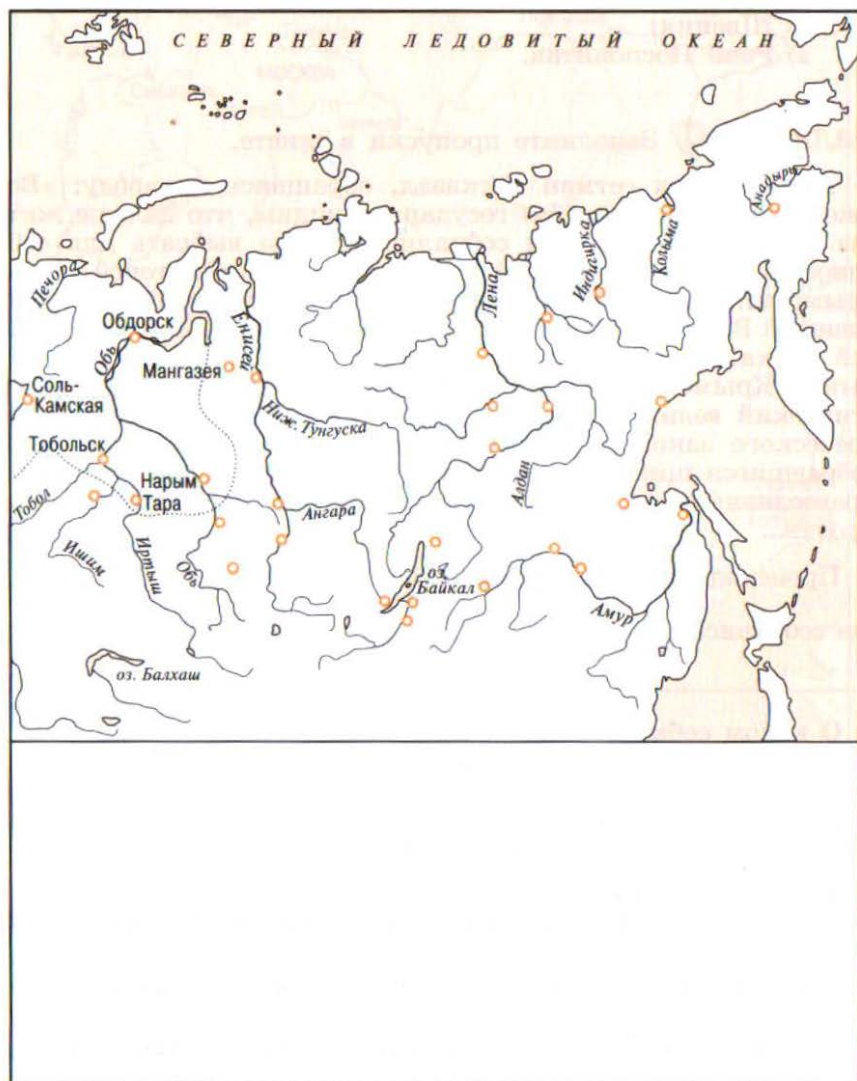 СЕВЕРНЫЙ ЛЕДОВИТЫЙ ОКЕАН
Анадырь
Колыма
Индигирка
Лена
Печора
Обдорск
Обь
Енисей
Мангазея
Соль-
Камская
Ниж. Тунгуска
Тобольск
Нарым
Тара
Алдан
Тобол
Ангара
Ишим
Иртыш
Обь
оз.
Байкал
Амур
оз. Балхаш